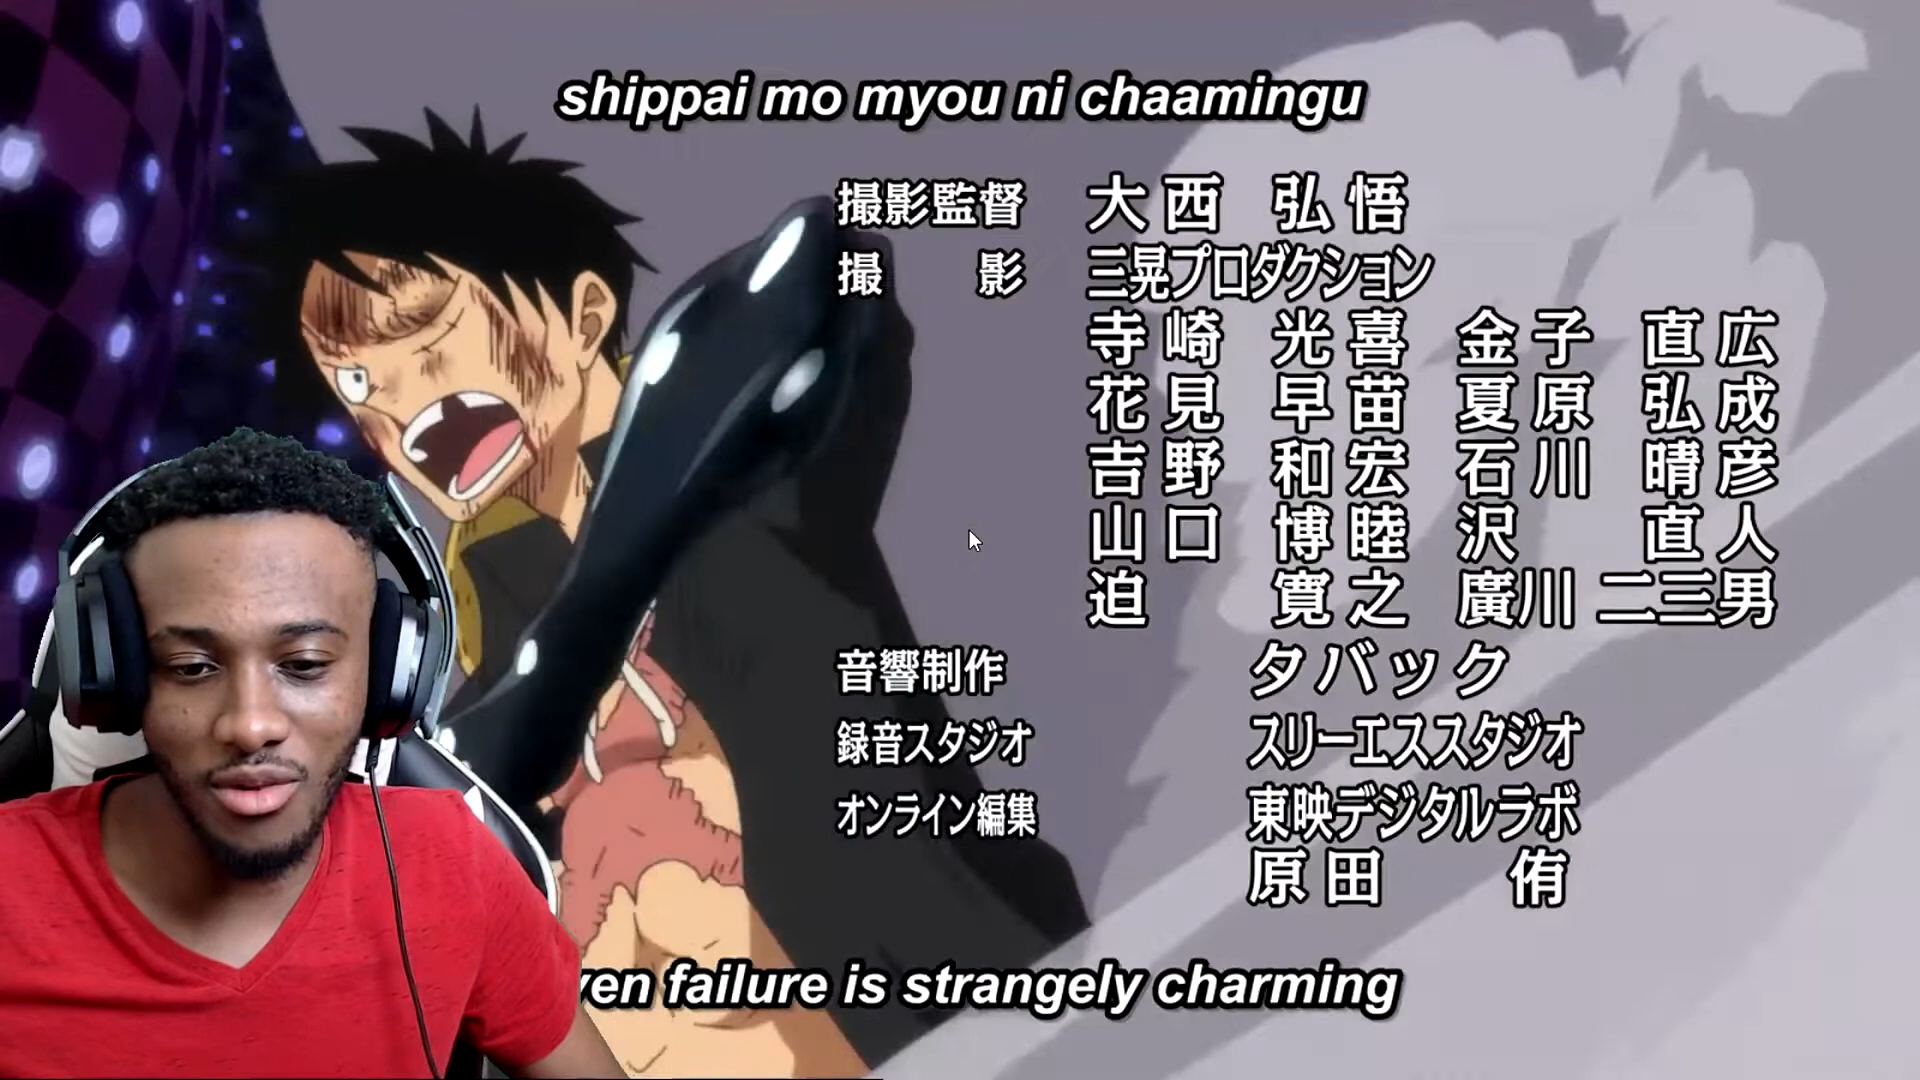 shippai mo myou ni chaamingu
撮影監督 大西 弘悟
撮影 三晃プロダクション
寺崎 光喜 金子 直広
花見 早苗 夏原 弘成
吉野 和宏 石川 晴彦
山口 博睦 沢 直人
迫 寛之 廣川 二三男
音響制作 タバック
録音スタジオ スリーエススタジオ
オンライン編集 東映デジタルラボ
原田 侑
ven failure is strangely charming